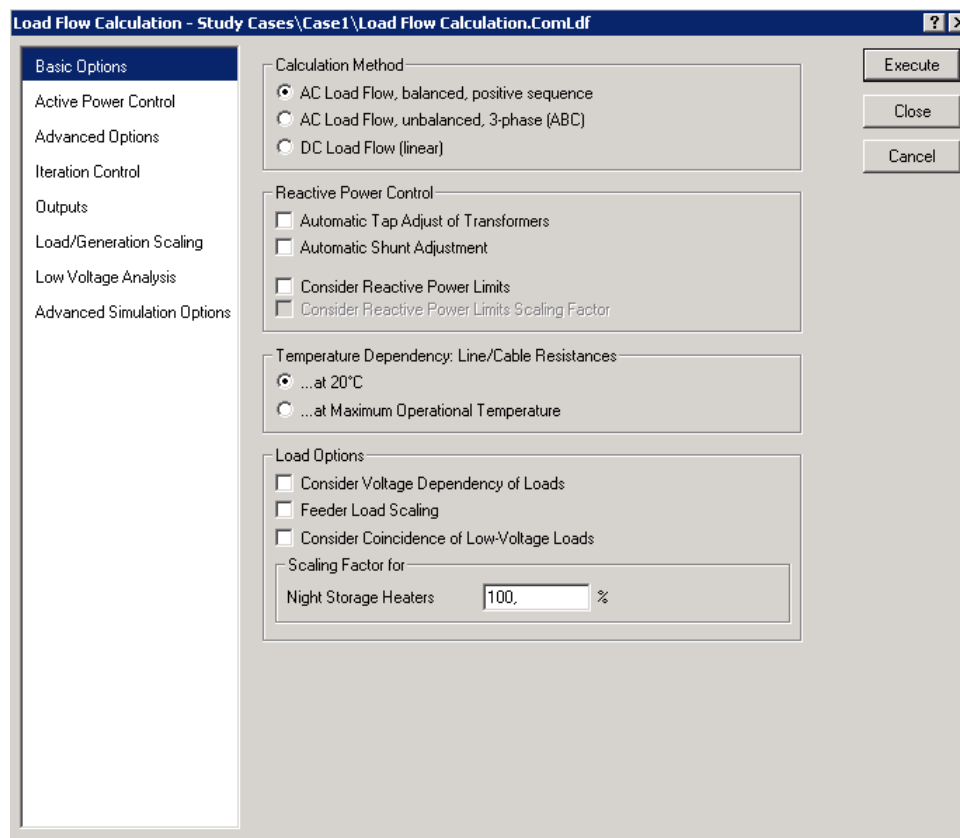 Load Flow Calculation - Study Cases\Case1\Load Flow Calculation.ComLdf
? X
Basic Options
Active Power Control
Advanced Options
Iteration Control
Outputs
Load/Generation Scaling
Low Voltage Analysis
Advanced Simulation Options
Calculation Method
AC Load Flow, balanced, positive sequence
AC Load Flow, unbalanced, 3-phase (ABC)
DC Load Flow (linear)
Reactive Power Control
Automatic Tap Adjust of Transformers
Automatic Shunt Adjustment
Consider Reactive Power Limits
Consider Reactive Power Limits Scaling Factor
Temperature Dependency: Line/Cable Resistances
...at 20°C
...at Maximum Operational Temperature
Load Options
Consider Voltage Dependency of Loads
Feeder Load Scaling
Consider Coincidence of Low-Voltage Loads
Scaling Factor for
Night Storage Heaters 100, %
Execute
Close
Cancel